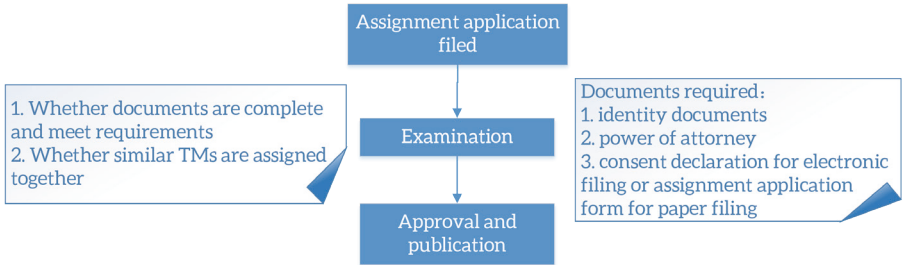 Assignment application
filed
1. Whether documents are complete
and meet requirements
2. Whether similar TMs are assigned
together
Examination
Documents required：
1. identity documents
2. power of attorney
3. consent declaration for electronic
filing or assignment application
form for paper filing
Approval and
publication